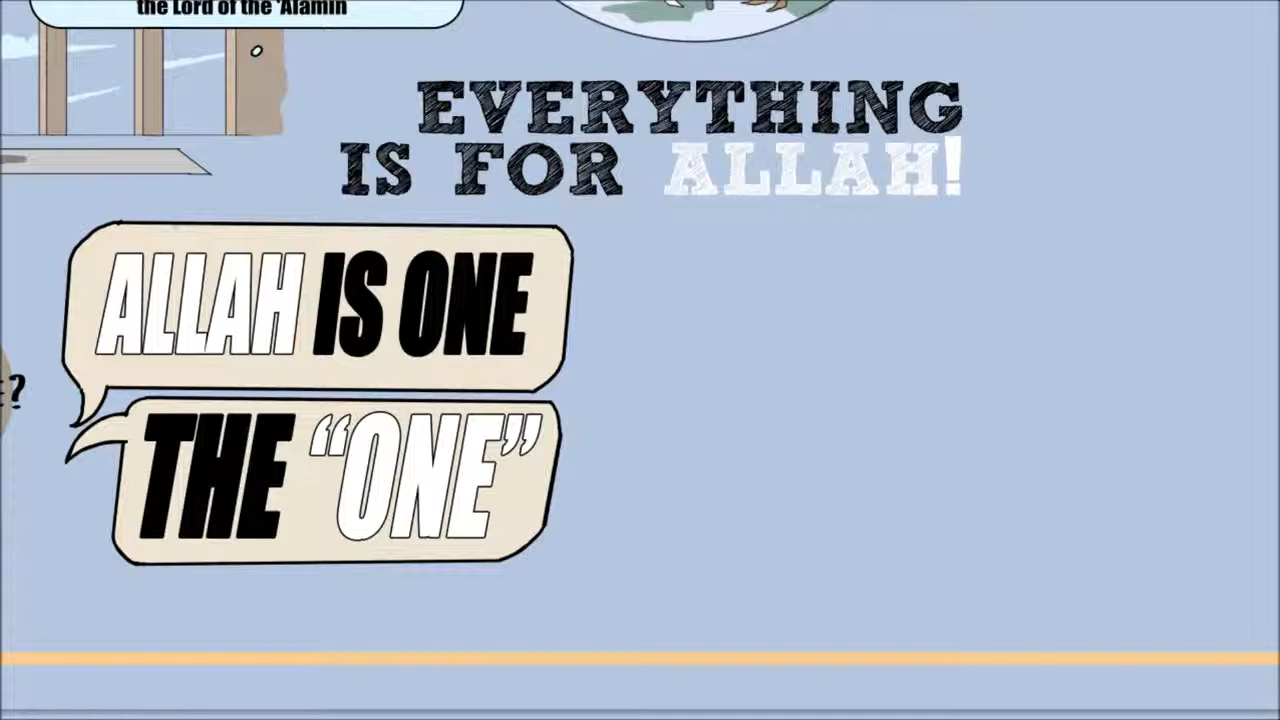 the Lord of the 'Alamin
EVERYTHING
IS FOR ALLAH!
ALLAH IS ONE
?
THE “ONE”